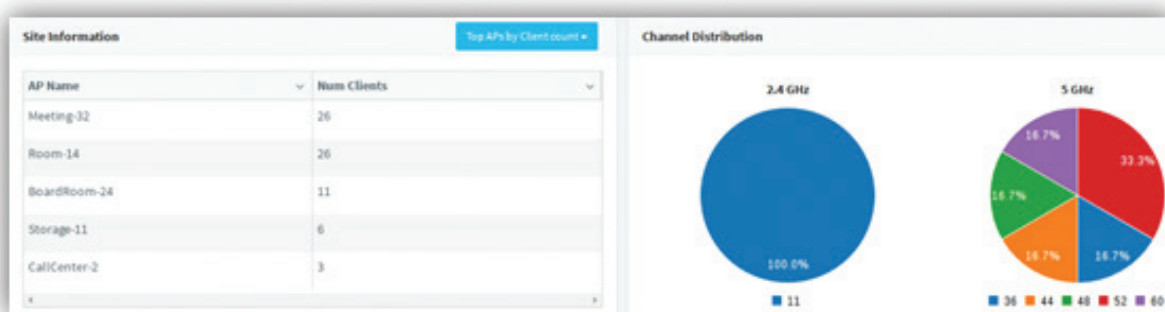 Site Information
Top APs by Client count
Channel Distribution
AP Name Num Clients
Meeting-32 26
Room-14 26
BoardRoom-24 11
Storage-11 6
CallCenter-2 3
2.4 GHz
100.0%
11
5 GHz
16.7%
33.3%
16.7%
16.7%
16.7%
36 44 48 52 60